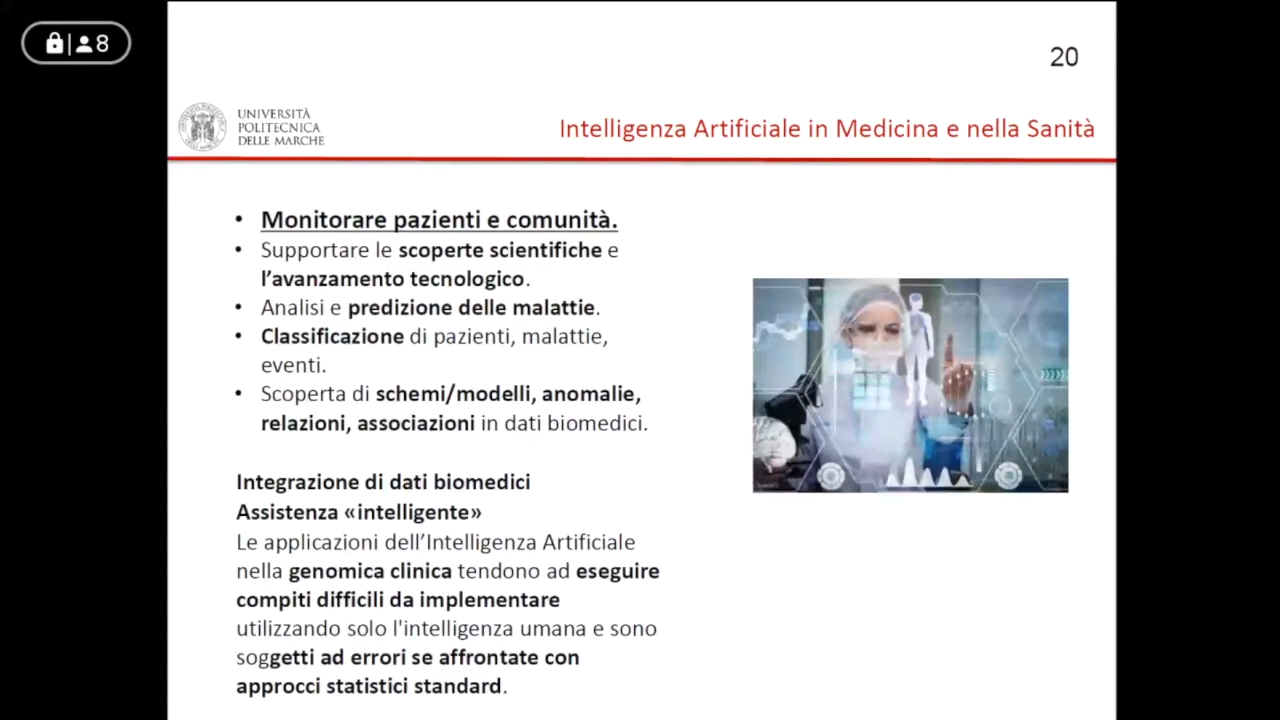 8
20
UNIVERSITÀ
POLITECNICA
DELLE MARCHE
Intelligenza Artificiale in Medicina e nella Sanità
• Monitorare pazienti e comunità.
• Supportare le scoperte scientifiche e
l’avanzamento tecnologico.
• Analisi e predizione delle malattie.
• Classificazione di pazienti, malattie,
eventi.
• Scoperta di schemi/modelli, anomalie,
relazioni, associazioni in dati biomedici.
Integrazione di dati biomedici
Assistenza «intelligente»
Le applicazioni dell’Intelligenza Artificiale
nella genomica clinica tendono ad eseguire
compiti difficili da implementare
utilizzando solo l'intelligenza umana e sono
soggetti ad errori se affrontate con
approcci statistici standard.